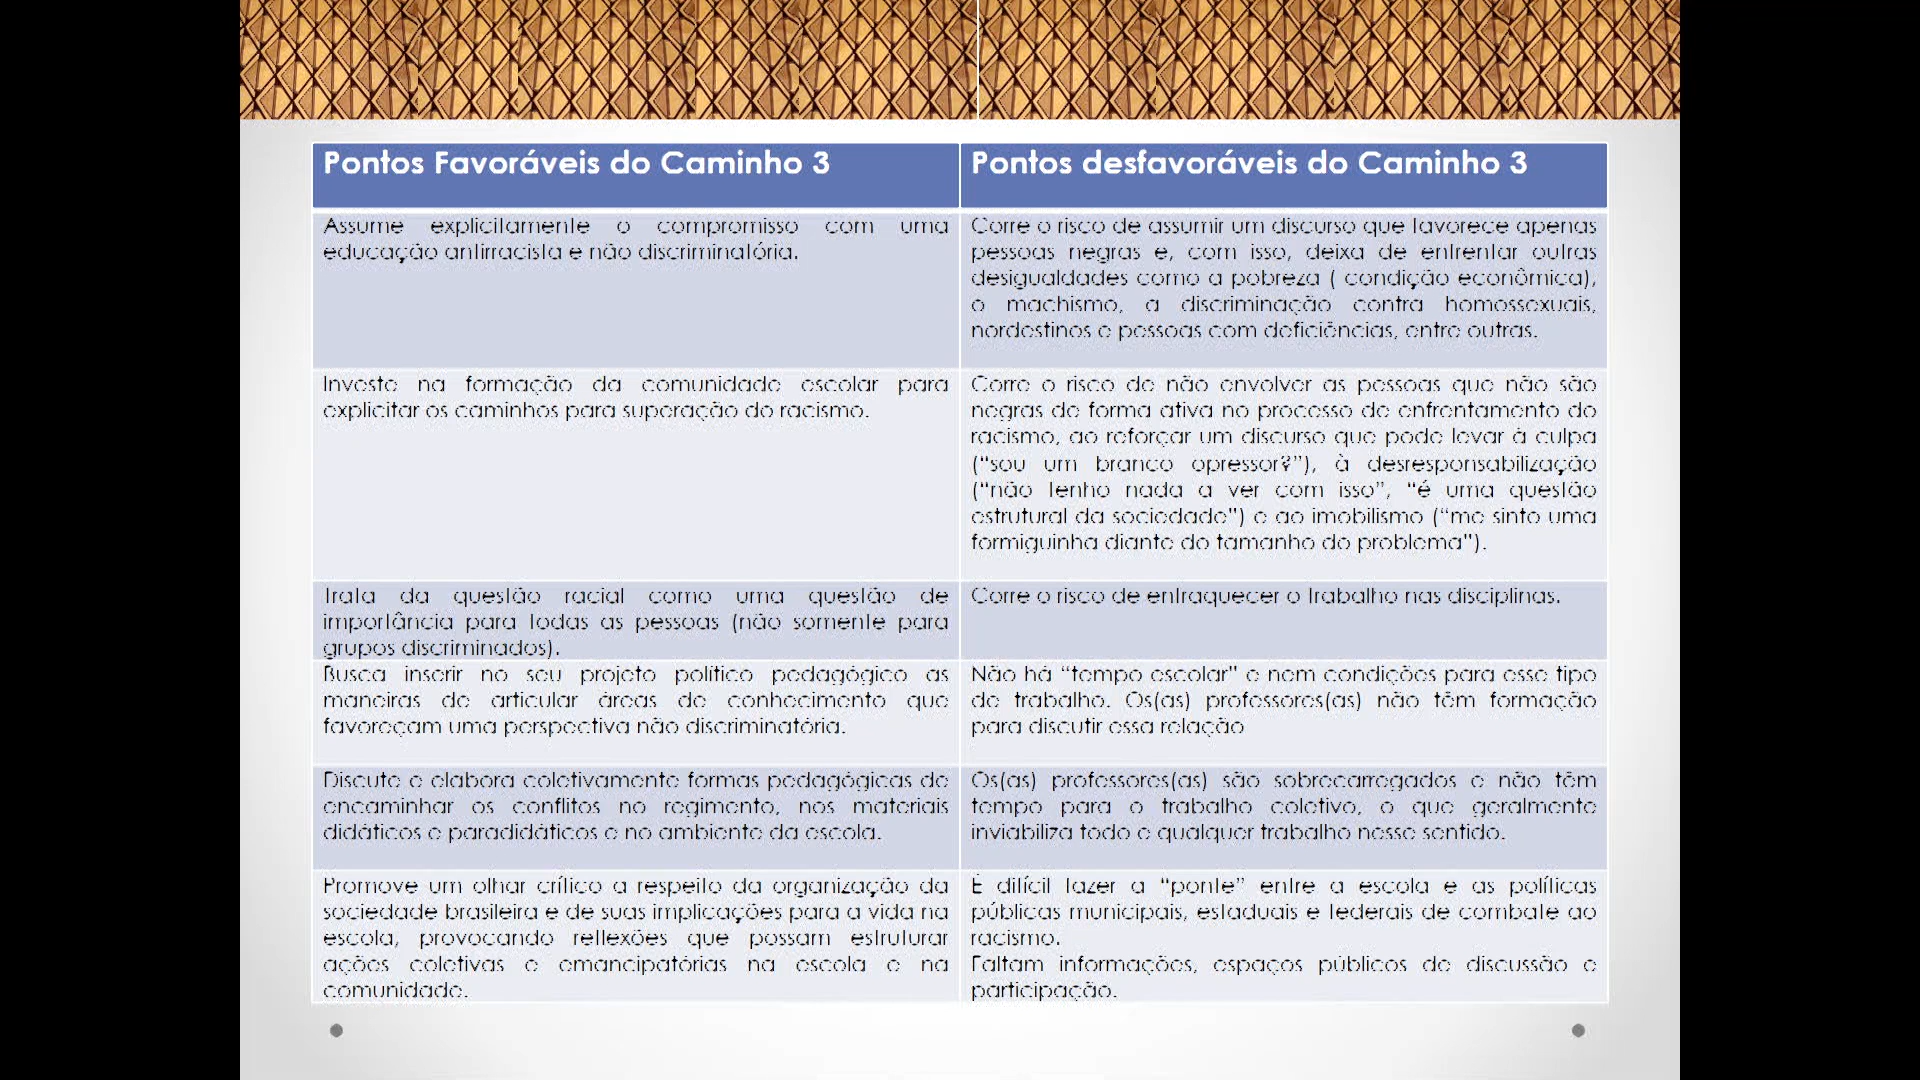 Pontos Favoráveis do Caminho 3
Pontos desfavoráveis do Caminho 3
Assume explicitamente o compromisso com uma
educação antirracista e não discriminatória.
Corre o risco de assumir um discurso que favorece apenas
pessoas negras e, com isso, deixa de enfrentar outras
desigualdades como a pobreza ( condição econômica),
o machismo, a discriminação contra homossexuais,
nordestinos e pessoas com deficiências, entre outras.
Investe na formação da comunidade escolar para
explicitar os caminhos para superação do racismo.
Corre o risco de não envolver as pessoas que não são
negras de forma ativa no processo de enfrentamento do
racismo, ao reforçar um discurso que pode levar à culpa
(“sou um branco opressor?”), à desresponsabilização
(“não tenho nada a ver com isso”, “é uma questão
estrutural da sociedade”) e ao imobilismo (“me sinto uma
formiguinha diante do tamanho do problema”).
Trata da questão racial como uma questão de
importância para todas as pessoas (não somente para
grupos discriminados).
Corre o risco de enfraquecer o trabalho nas disciplinas.
Busca inserir no seu projeto político pedagógico as
maneiras de articular áreas de conhecimento que
favoreçam uma perspectiva não discriminatória.
Não há “tempo escolar” e nem condições para esse tipo
de trabalho. Os(as) professores(as) não têm formação
para discutir essa relação
Discute e elabora coletivamente formas pedagógicas de
encaminhar os conflitos no regimento, nos materiais
didáticos e paradidáticos e no ambiente da escola.
Os(as) professores(as) são sobrecarregados e não têm
tempo para o trabalho coletivo, o que geralmente
inviabiliza todo e qualquer trabalho nesse sentido.
Promove um olhar crítico a respeito da organização da
sociedade brasileira e de suas implicações para a vida na
escola, provocando reflexões que possam estruturar
ações coletivas e emancipatórias na escola e na
comunidade.
É difícil fazer a “ponte” entre a escola e as políticas
públicas municipais, estaduais e federais de combate ao
racismo.
Faltam informações, espaços públicos de discussão e
participação.